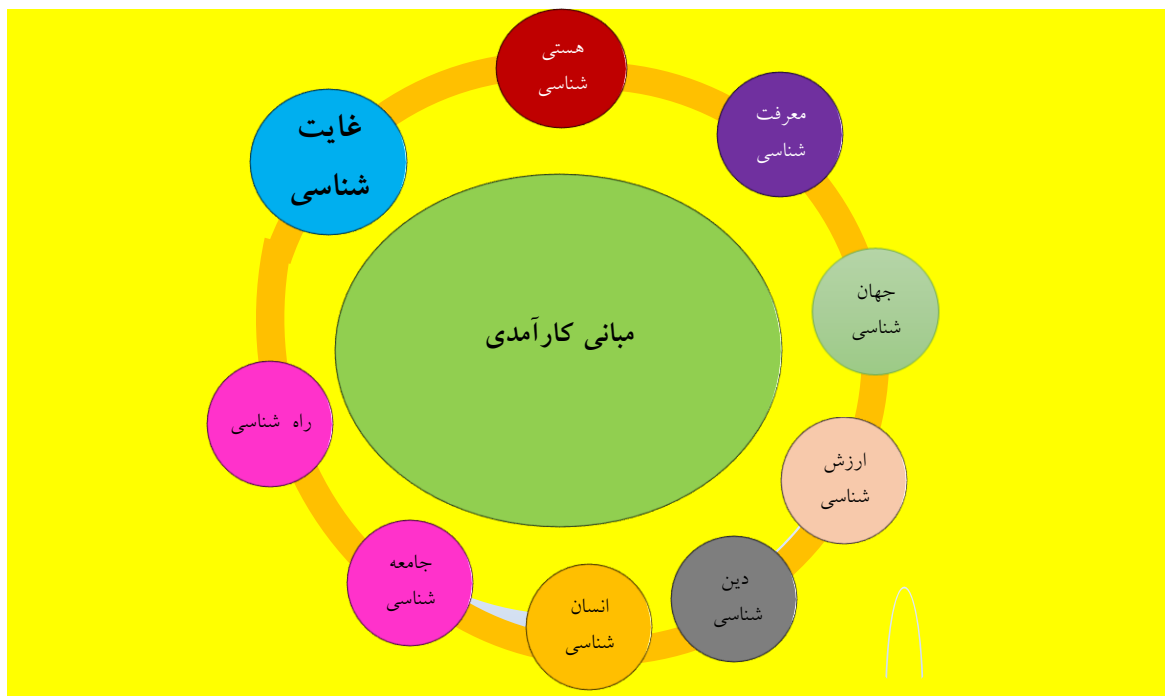 هستی
شناسی
معرفت
شناسی
غایت
شناسی
جهان
شناسی
مبانی کارآمدی
راه شناسی
ارزش
شناسی
جامعه
شناسی
دین
شناسی
انسان
شناسی